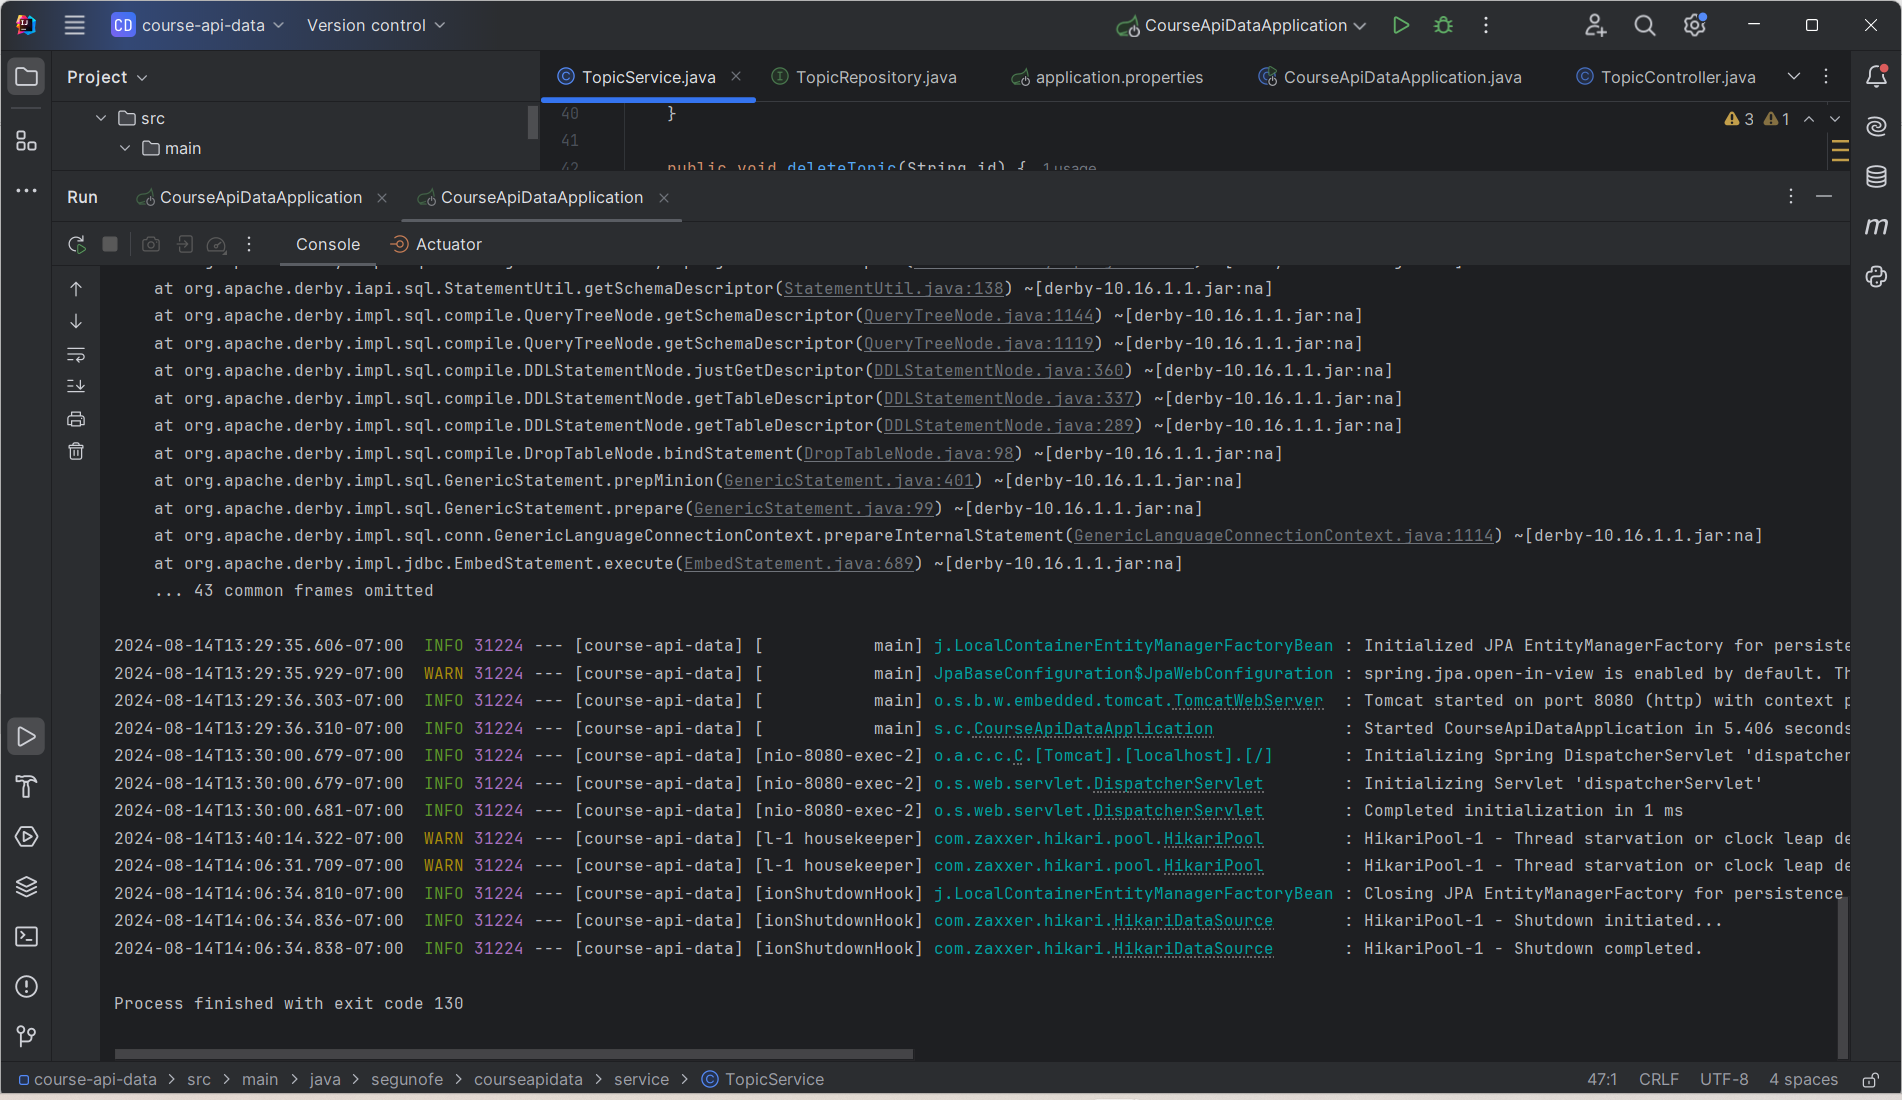 CD course-api-data Version control CourseApiDataApplication
Project TopicService.java TopicRepository.java application.properties CourseApiDataApplication.java TopicController.java
src
main
40 }
41
42 public void deleteTopic(String id) { 1 usage
3 1
Run CourseApiDataApplication CourseApiDataApplication
Console Actuator
at org.apache.derby.iapi.sql.StatementUtil.getSchemaDescriptor(StatementUtil.java:138) ~[derby-10.16.1.1.jar:na]
at org.apache.derby.impl.sql.compile.QueryTreeNode.getSchemaDescriptor(QueryTreeNode.java:1144) ~[derby-10.16.1.1.jar:na]
at org.apache.derby.impl.sql.compile.QueryTreeNode.getSchemaDescriptor(QueryTreeNode.java:1119) ~[derby-10.16.1.1.jar:na]
at org.apache.derby.impl.sql.compile.DDLStatementNode.justGetDescriptor(DDLStatementNode.java:360) ~[derby-10.16.1.1.jar:na]
at org.apache.derby.impl.sql.compile.DDLStatementNode.getTableDescriptor(DDLStatementNode.java:337) ~[derby-10.16.1.1.jar:na]
at org.apache.derby.impl.sql.compile.DDLStatementNode.getTableDescriptor(DDLStatementNode.java:289) ~[derby-10.16.1.1.jar:na]
at org.apache.derby.impl.sql.compile.DropTableNode.bindStatement(DropTableNode.java:98) ~[derby-10.16.1.1.jar:na]
at org.apache.derby.impl.sql.GenericStatement.prepMinion(GenericStatement.java:401) ~[derby-10.16.1.1.jar:na]
at org.apache.derby.impl.sql.GenericStatement.prepare(GenericStatement.java:99) ~[derby-10.16.1.1.jar:na]
at org.apache.derby.impl.sql.conn.GenericLanguageConnectionContext.prepareInternalStatement(GenericLanguageConnectionContext.java:1114) ~[derby-10.16.1.1.jar:na]
at org.apache.derby.impl.jdbc.EmbedStatement.execute(EmbedStatement.java:689) ~[derby-10.16.1.1.jar:na]
... 43 common frames omitted
2024-08-14T13:29:35.606-07:00 INFO 31224 --- [course-api-data] [ main] j.LocalContainerEntityManagerFactoryBean : Initialized JPA EntityManagerFactory for persiste
2024-08-14T13:29:35.929-07:00 WARN 31224 --- [course-api-data] [ main] JpaBaseConfiguration$JpaWebConfiguration : spring.jpa.open-in-view is enabled by default. Th
2024-08-14T13:29:36.303-07:00 INFO 31224 --- [course-api-data] [ main] o.s.b.w.embedded.tomcat.TomcatWebServer : Tomcat started on port 8080 (http) with context p
2024-08-14T13:29:36.310-07:00 INFO 31224 --- [course-api-data] [ main] s.c.CourseApiDataApplication : Started CourseApiDataApplication in 5.406 seconds
2024-08-14T13:30:00.679-07:00 INFO 31224 --- [course-api-data] [nio-8080-exec-2] o.a.c.c.C.[Tomcat].[localhost].[/] : Initializing Spring DispatcherServlet 'dispatcher
2024-08-14T13:30:00.679-07:00 INFO 31224 --- [course-api-data] [nio-8080-exec-2] o.s.web.servlet.DispatcherServlet : Initializing Servlet 'dispatcherServlet'
2024-08-14T13:30:00.681-07:00 INFO 31224 --- [course-api-data] [nio-8080-exec-2] o.s.web.servlet.DispatcherServlet : Completed initialization in 1 ms
2024-08-14T13:40:14.322-07:00 WARN 31224 --- [course-api-data] [l-1 housekeeper] com.zaxxer.hikari.pool.HikariPool : HikariPool-1 - Thread starvation or clock leap de
2024-08-14T14:06:31.709-07:00 WARN 31224 --- [course-api-data] [l-1 housekeeper] com.zaxxer.hikari.pool.HikariPool : HikariPool-1 - Thread starvation or clock leap de
2024-08-14T14:06:34.810-07:00 INFO 31224 --- [course-api-data] [ionShutdownHook] j.LocalContainerEntityManagerFactoryBean : Closing JPA EntityManagerFactory for persistence
2024-08-14T14:06:34.836-07:00 INFO 31224 --- [course-api-data] [ionShutdownHook] com.zaxxer.hikari.HikariDataSource : HikariPool-1 - Shutdown initiated...
2024-08-14T14:06:34.838-07:00 INFO 31224 --- [course-api-data] [ionShutdownHook] com.zaxxer.hikari.HikariDataSource : HikariPool-1 - Shutdown completed.
Process finished with exit code 130
course-api-data > src > main > java > segunofe > courseapidata > service > TopicService 47:1 CRLF UTF-8 4 spaces